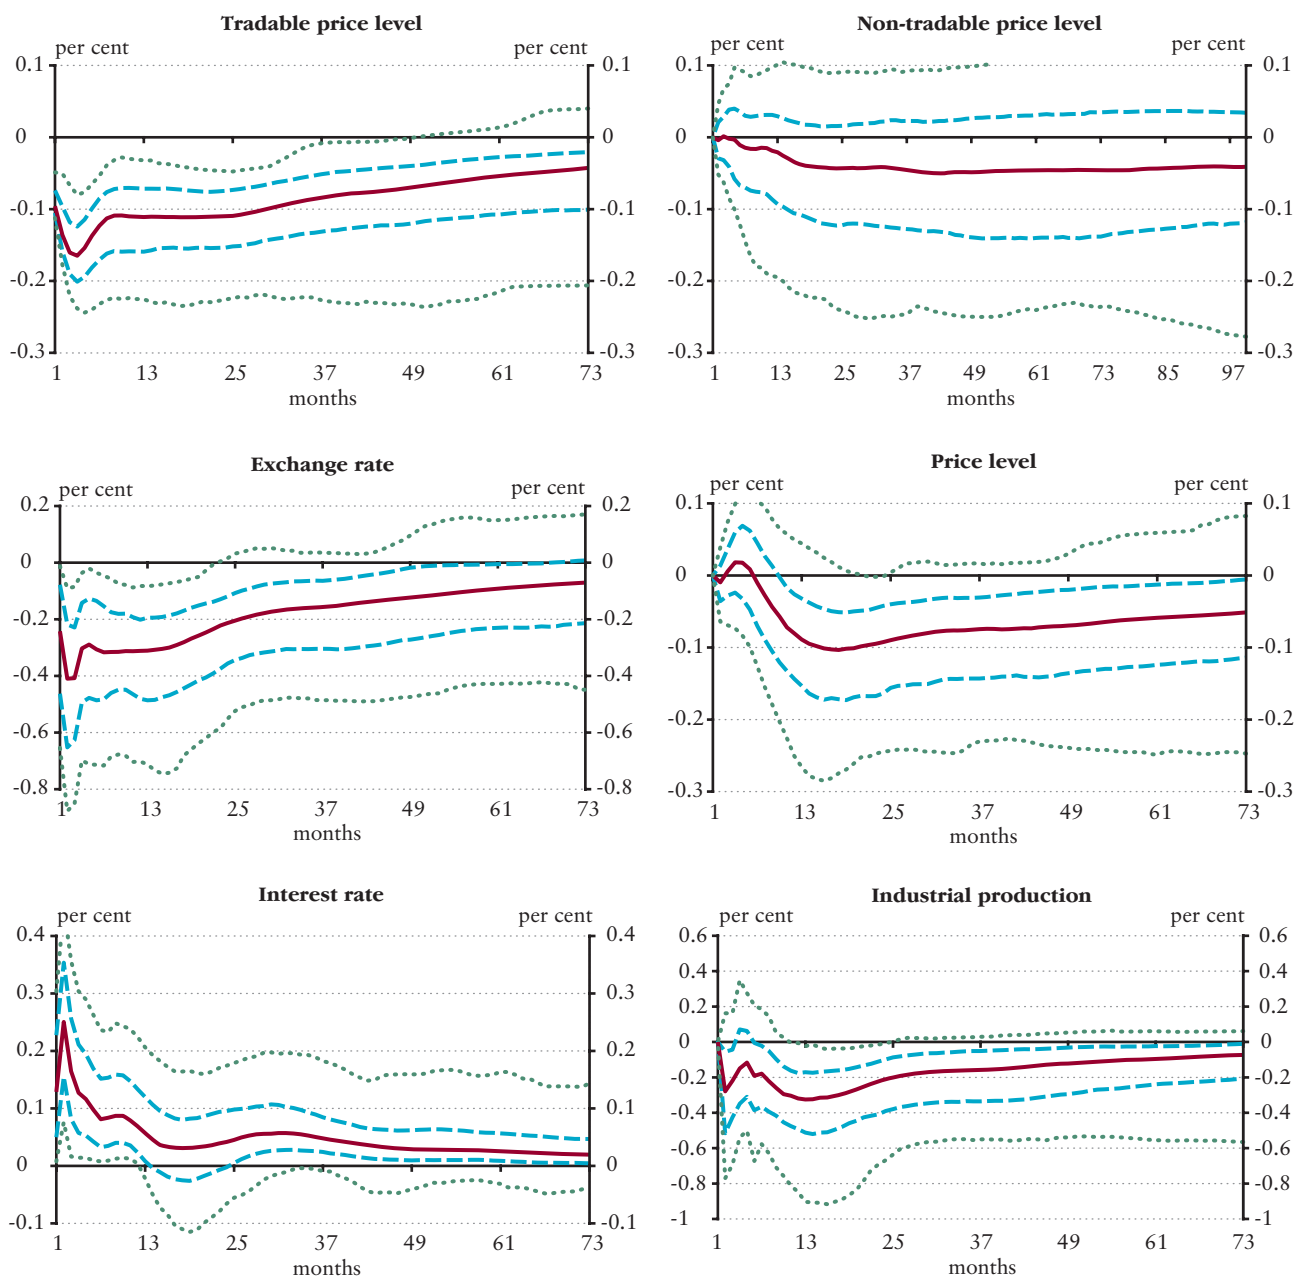 Tradable price level
per cent per cent
0.1 0.1
0 0
-0.1 -0.1
-0.2 -0.2
-0.3 -0.3
1 13 25 37 49 61 73
months
Non-tradable price level
per cent per cent
0.1 0.1
0 0
-0.1 -0.1
-0.2 -0.2
-0.3 -0.3
1 13 25 37 49 61 73 85 97
months
Exchange rate
per cent per cent
0.2 0.2
0 0
-0.2 -0.2
-0.4 -0.4
-0.6 -0.6
-0.8 -0.8
1 13 25 37 49 61 73
months
Price level
per cent per cent
0.1 0.1
0 0
-0.1 -0.1
-0.2 -0.2
-0.3 -0.3
1 13 25 37 49 61 73
months
Interest rate
per cent per cent
0.4 0.4
0.3 0.3
0.2 0.2
0.1 0.1
0 0
-0.1 -0.1
1 13 25 37 49 61 73
months
Industrial production
per cent per cent
0.6 0.6
0.4 0.4
0.2 0.2
0 0
-0.2 -0.2
-0.4 -0.4
-0.6 -0.6
-0.8 -0.8
-1 -1
1 13 25 37 49 61 73
months